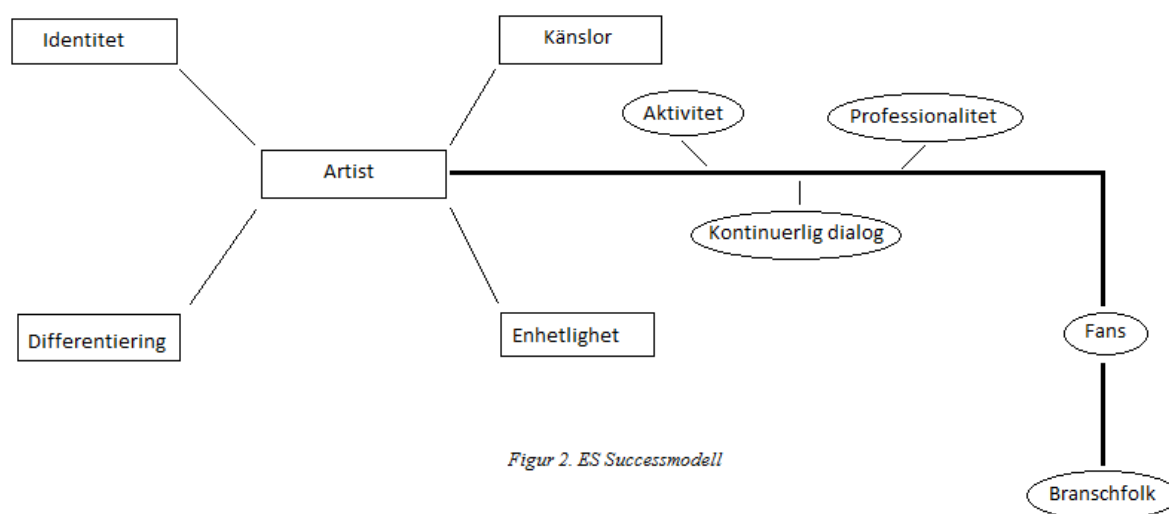 Identitet
Känslor
Aktivitet
Professionalitet
Artist
Kontinuerlig dialog
Differentiering
Enhetlighet
Fans
Figur 2. ES Successmodell
Branschfolk